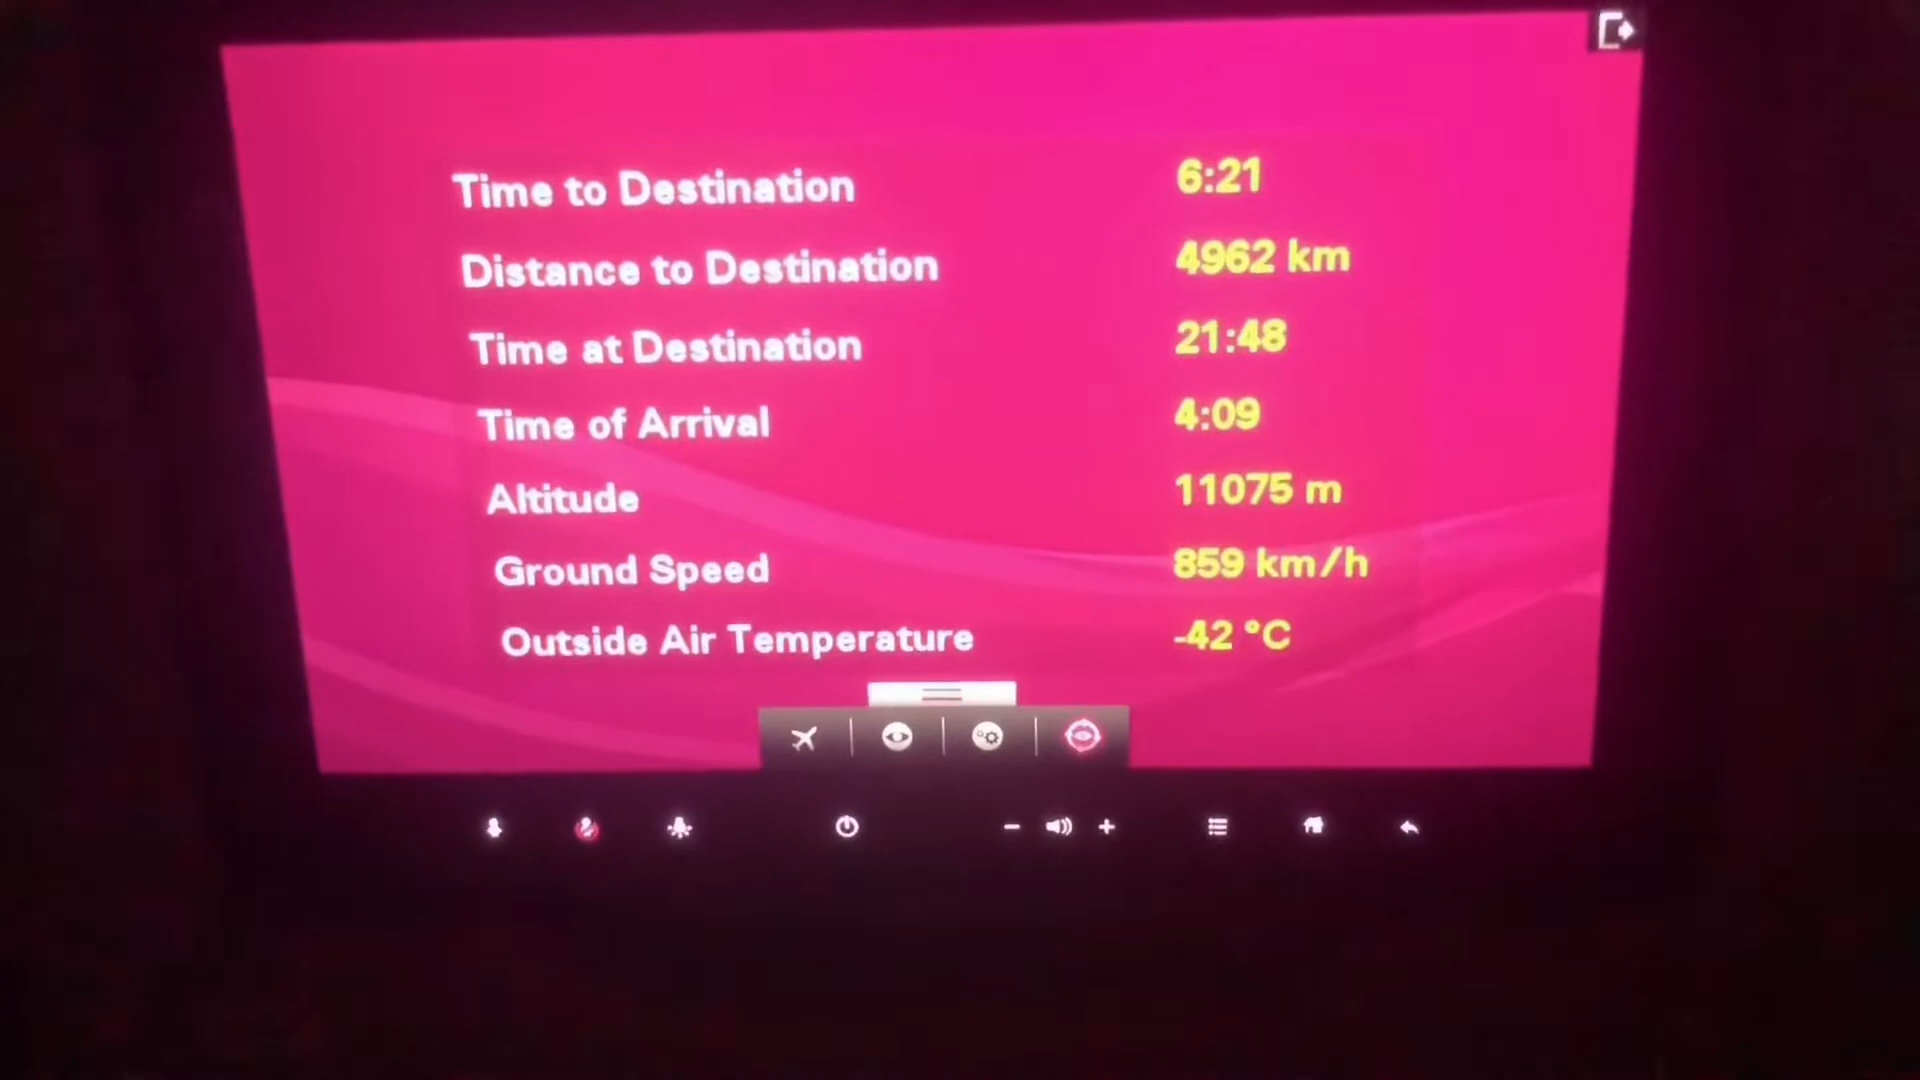 Time to Destination 6:21
Distance to Destination 4962 km
Time at Destination 21:48
Time of Arrival 4:09
Altitude 11075 m
Ground Speed 859 km/h
Outside Air Temperature -42 °C